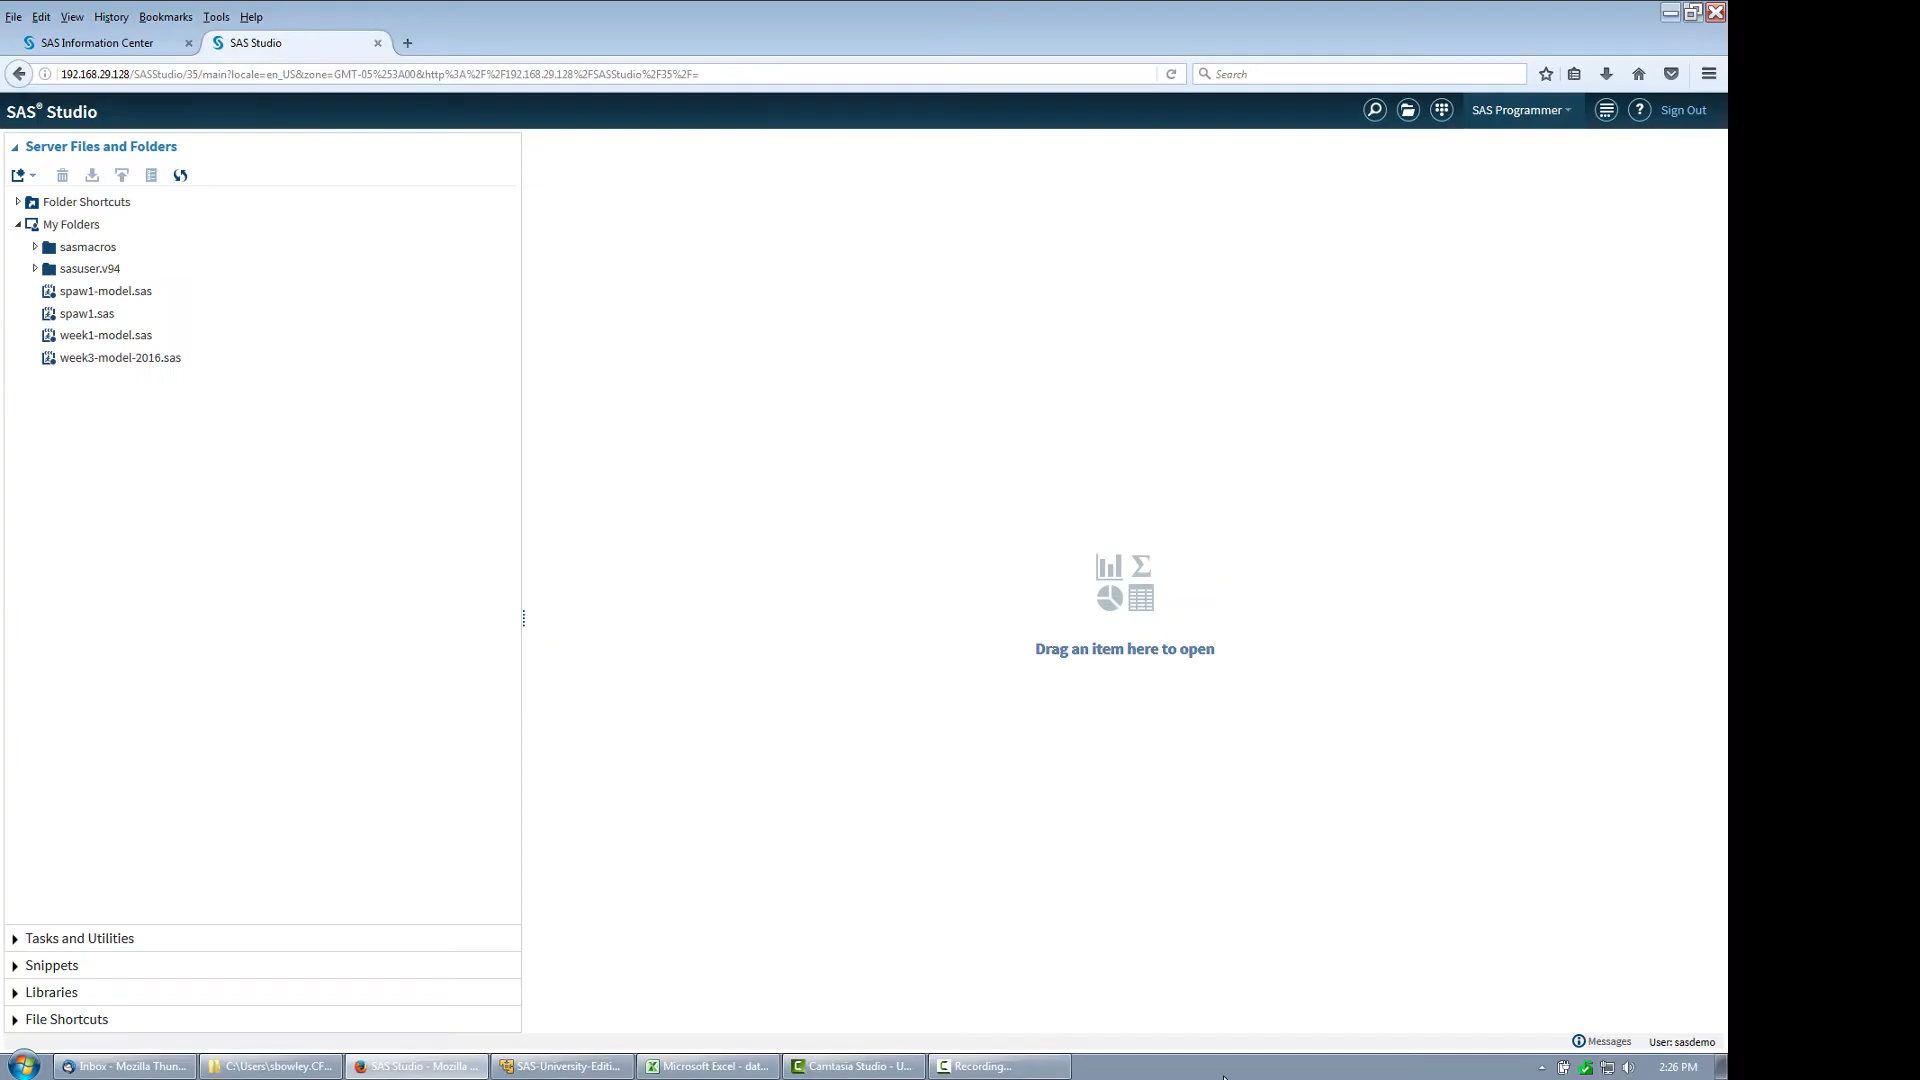 File Edit View History Bookmarks Tools Help
SAS Information Center
SAS Studio
192.168.29.128/SASStudio/35/main?locale=en_US&zone=GMT-05%253A00&http%3A%2F%2F192.168.29.128%2FSASStudio%2F35%2F=
Search
SAS® Studio
SAS Programmer
Sign Out
Server Files and Folders
Folder Shortcuts
My Folders
sasmacros
sasuser.v94
spaw1-model.sas
spaw1.sas
week1-model.sas
week3-model-2016.sas
Drag an item here to open
Tasks and Utilities
Snippets
Libraries
File Shortcuts
Messages User: sasdemo
Inbox - Mozilla Thun...
C:\Users\sbowley.CF...
SAS Studio - Mozilla ...
SAS-University-Editi...
Microsoft Excel - dat...
Camtasia Studio - U...
Recording...
2:26 PM